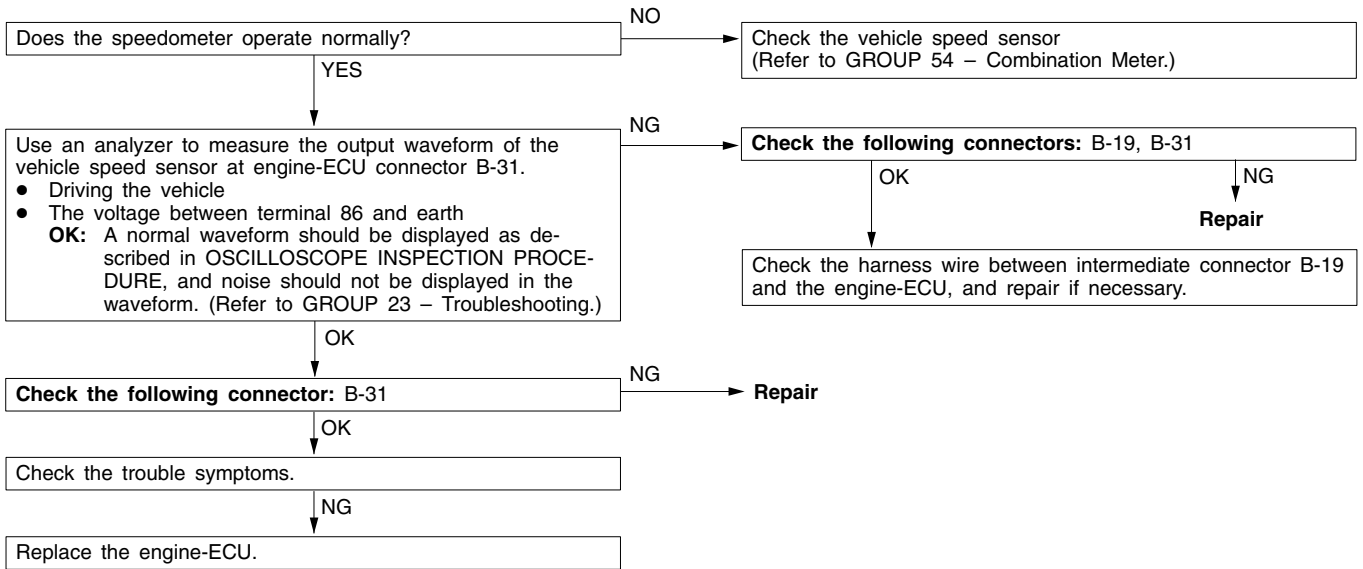 Does the speedometer operate normally?
NO
Check the vehicle speed sensor
(Refer to GROUP 54 – Combination Meter.)
YES
Use an analyzer to measure the output waveform of the
vehicle speed sensor at engine-ECU connector B-31.
● Driving the vehicle
● The voltage between terminal 86 and earth
OK: A normal waveform should be displayed as de-
scribed in OSCILLOSCOPE INSPECTION PROCE-
DURE, and noise should not be displayed in the
waveform. (Refer to GROUP 23 – Troubleshooting.)
NG
Check the following connectors: B-19, B-31
OK
NG
Repair
Check the harness wire between intermediate connector B-19
and the engine-ECU, and repair if necessary.
OK
Check the following connector: B-31
NG
Repair
OK
Check the trouble symptoms.
NG
Replace the engine-ECU.